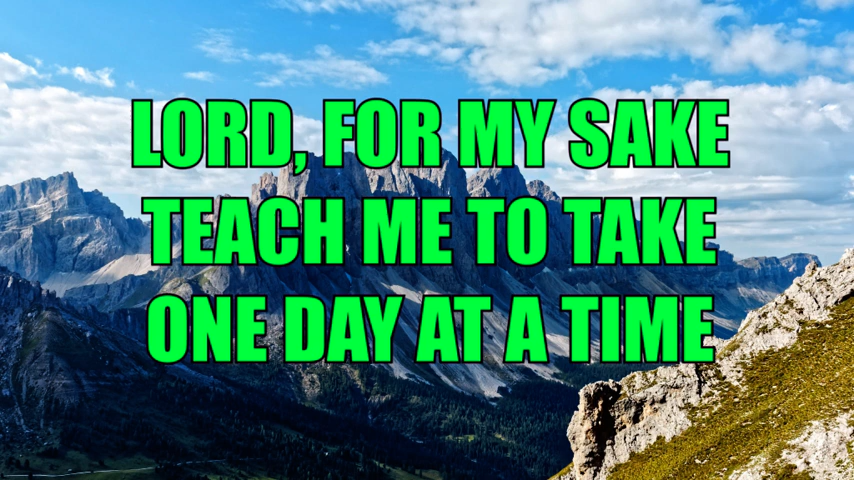 LORD, FOR MY SAKE
TEACH ME TO TAKE
ONE DAY AT A TIME